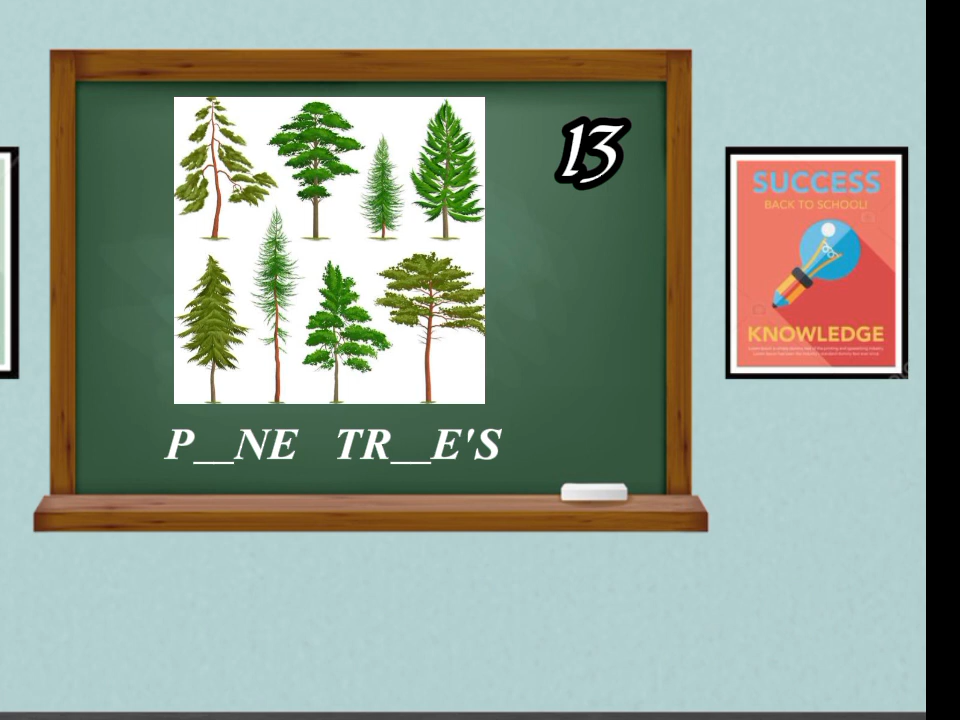 13
P__NE TR__E'S
SUCCESS
BACK TO SCHOOL!
KNOWLEDGE